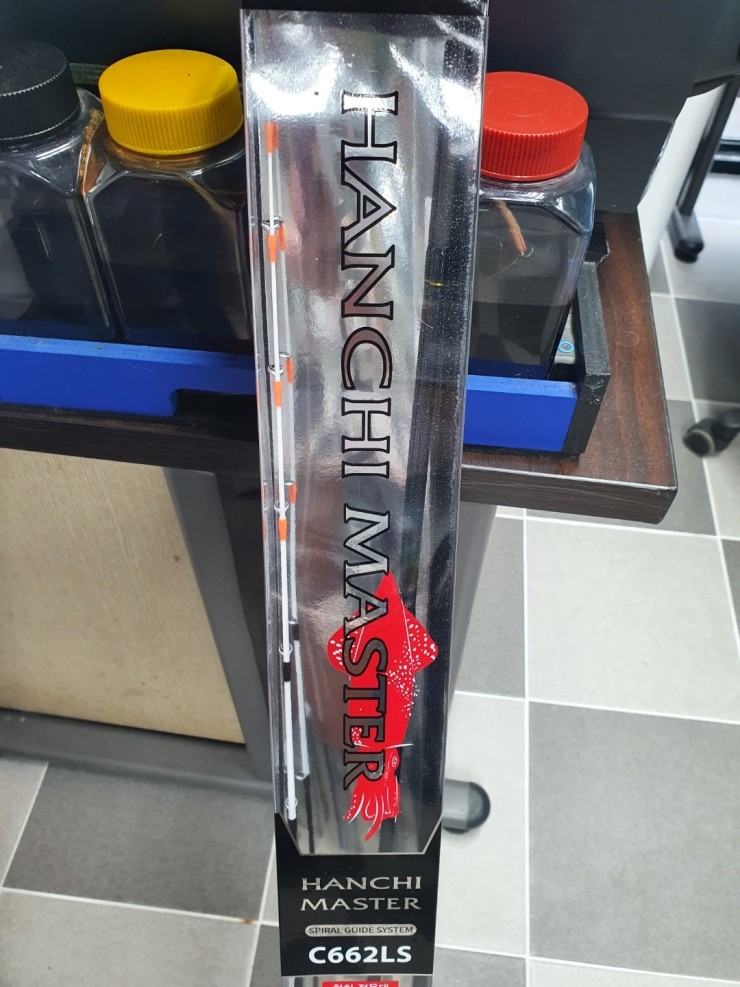 HANCHI MASTER
HANCHI
MASTER
SPIRAL GUIDE SYSTEM
C662LS